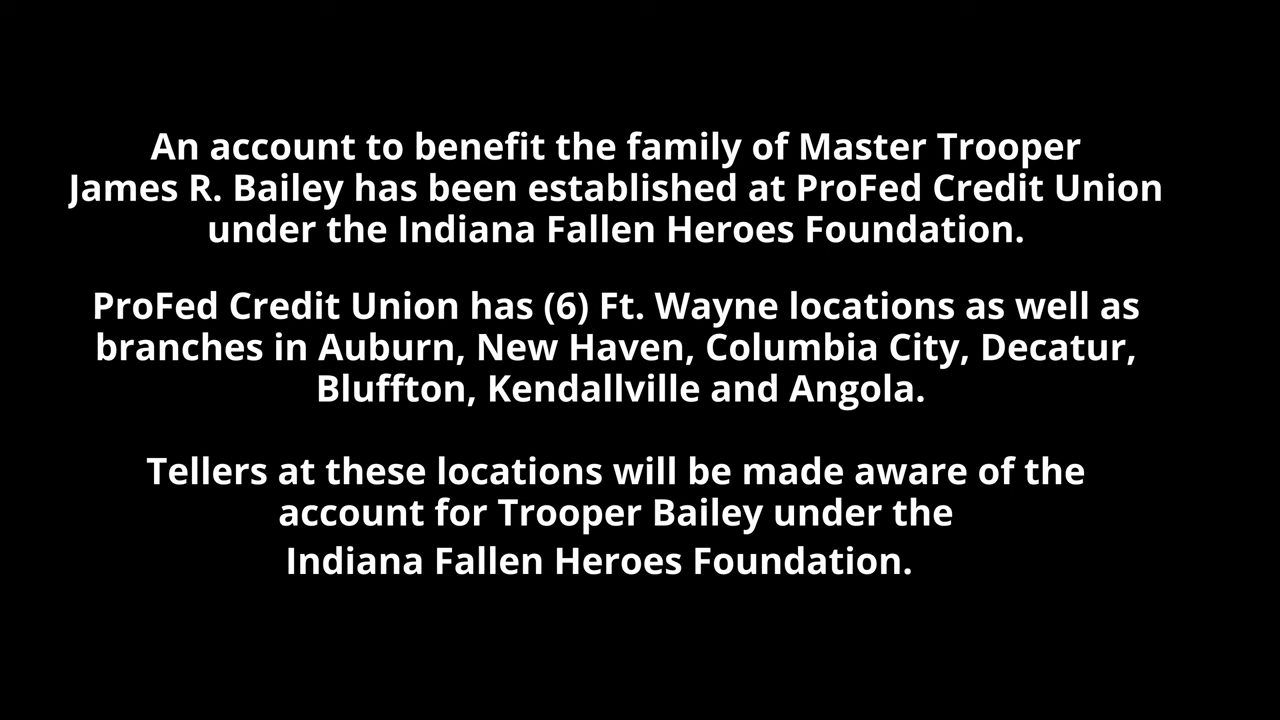 An account to benefit the family of Master Trooper
James R. Bailey has been established at ProFed Credit Union
under the Indiana Fallen Heroes Foundation.
ProFed Credit Union has (6) Ft. Wayne locations as well as
branches in Auburn, New Haven, Columbia City, Decatur,
Bluffton, Kendallville and Angola.
Tellers at these locations will be made aware of the
account for Trooper Bailey under the
Indiana Fallen Heroes Foundation.